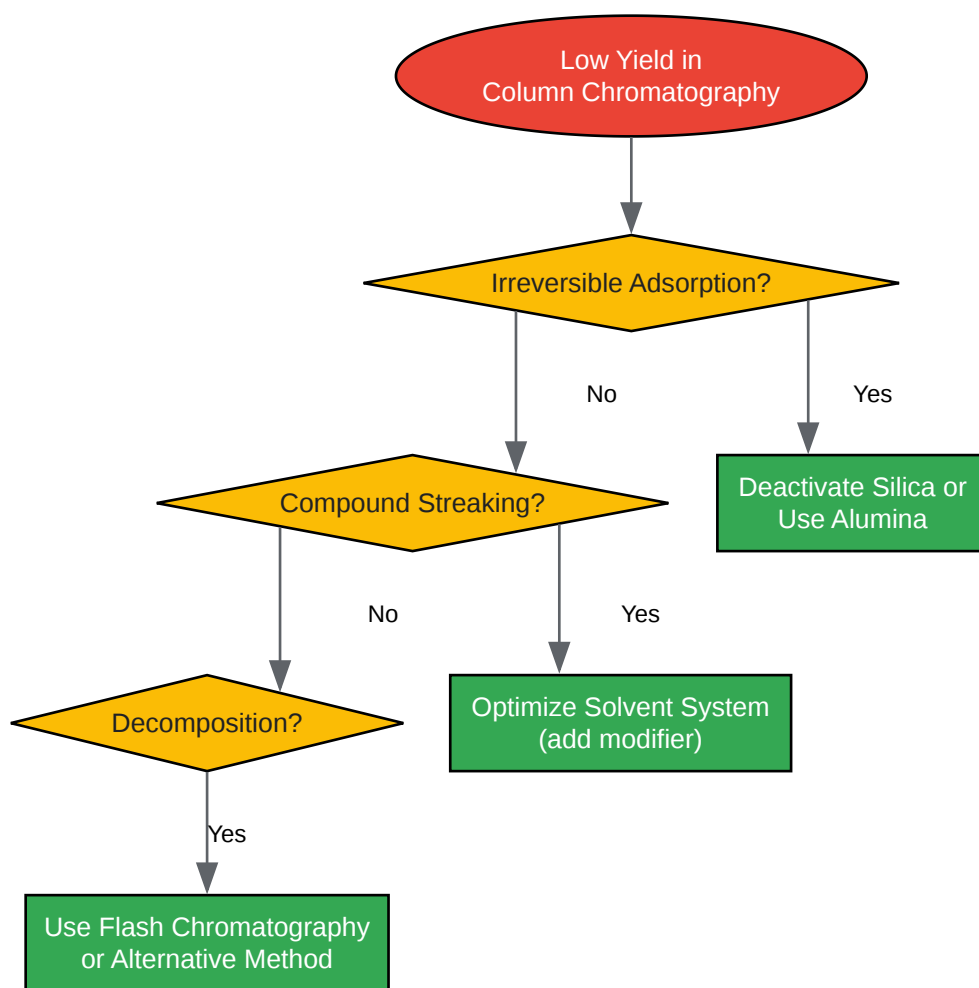 Low Yield in
Column Chromatography
Irreversible Adsorption?
No
Yes
Compound Streaking?
Deactivate Silica or
Use Alumina
No
Yes
Decomposition?
Optimize Solvent System
(add modifier)
Yes
Use Flash Chromatography
or Alternative Method